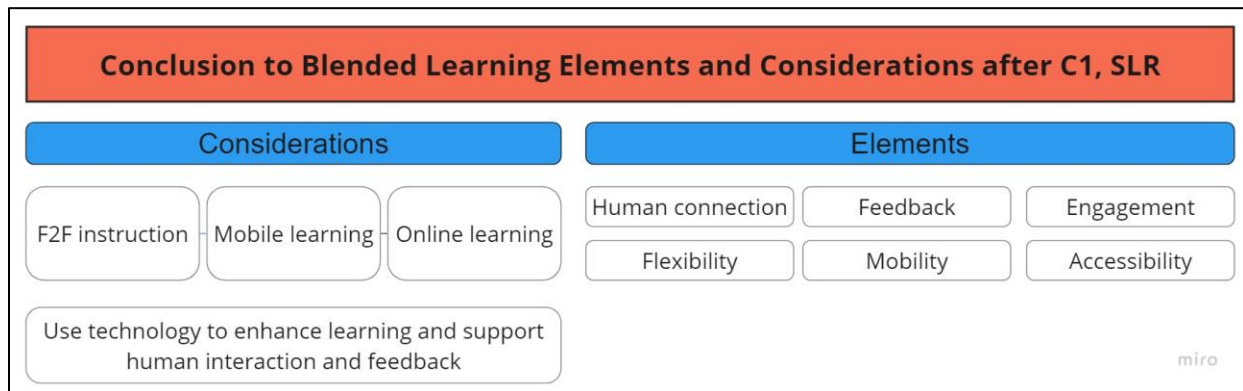 Conclusion to Blended Learning Elements and Considerations after C1, SLR
Considerations
F2F instruction
Mobile learning
Online learning
Use technology to enhance learning and support
human interaction and feedback
Elements
Human connection
Feedback
Engagement
Flexibility
Mobility
Accessibility
miro